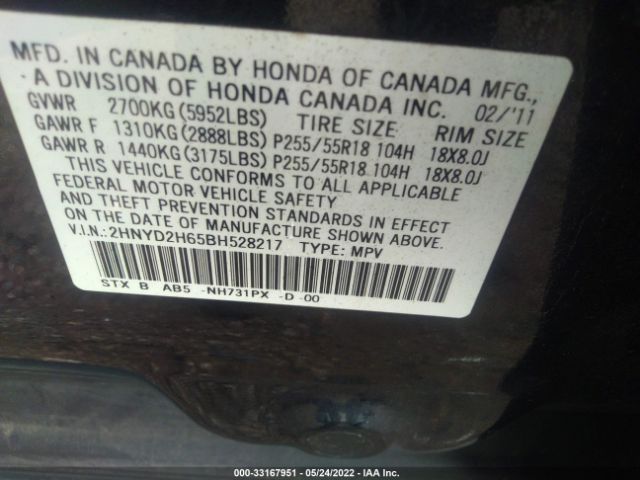 MFD. IN CANADA BY HONDA OF CANADA MFG.,
A DIVISION OF HONDA CANADA INC. 02/'11
GVWR 2700KG(5952LBS) TIRE SIZE RIM SIZE
GAWR F 1310KG(2888LBS) P255/55R18 104H 18X8.0J
GAWR R 1440KG(3175LBS) P255/55R18 104H 18X8.0J
THIS VEHICLE CONFORMS TO ALL APPLICABLE
FEDERAL MOTOR VEHICLE SAFETY
AND THEFT PREVENTION STANDARDS IN EFFECT
ON THE DATE OF MANUFACTURE SHOWN ABOVE.
V.I.N.:2HNYD2H65BH528217 TYPE: MPV
STX B AB5 -NH731PX -D -00
000-33167951 - 05/24/2022 - IAA Inc.